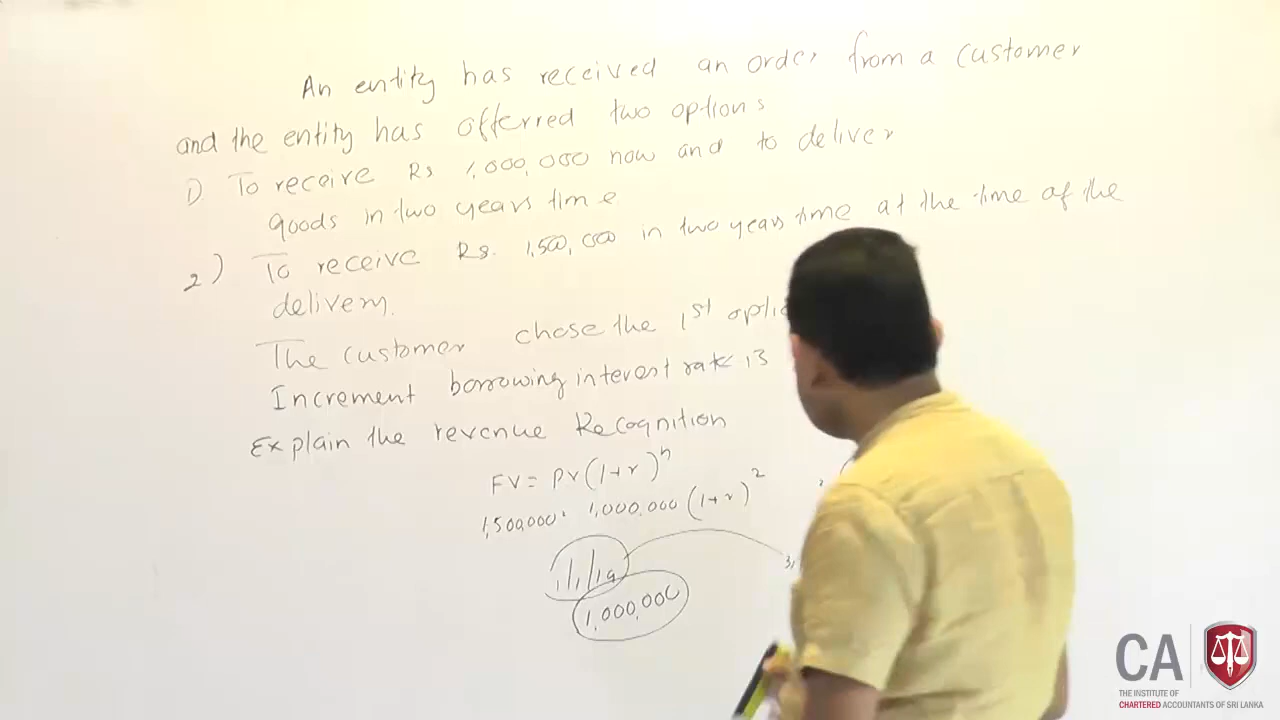 An entity has received an order from a customer
and the entity has offerred two options
1) To receive Rs 1,000,000 now and to deliver
goods in two years time
2) To receive Rs. 1,500,000 in two years time at the time of the
delivery.
The customer chose the 1st
Increment borrowing interest rate is
Explain the revenue Recognition
FV = PV(1+r)^n
1,500,000 = 1,000,000 (1+r)^2
1/1/19
1,000,000
CA
THE INSTITUTE OF
CHARTERED ACCOUNTANTS OF SRI LANKA